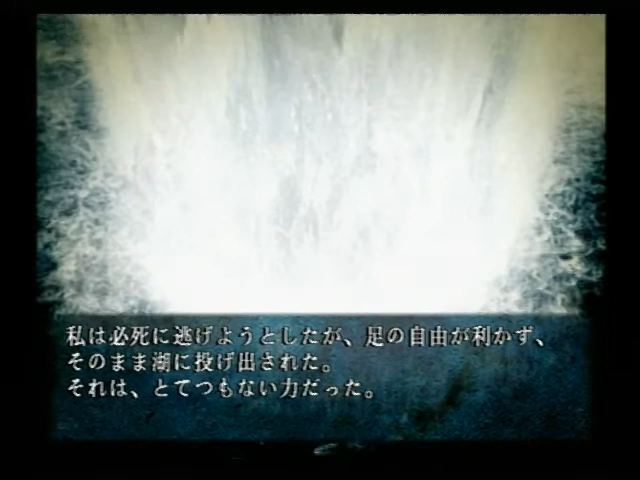 私は必死に逃げようとしたが、足の自由が利かず、
そのまま湖に投げ出された。
それは、とてつもない力だった。